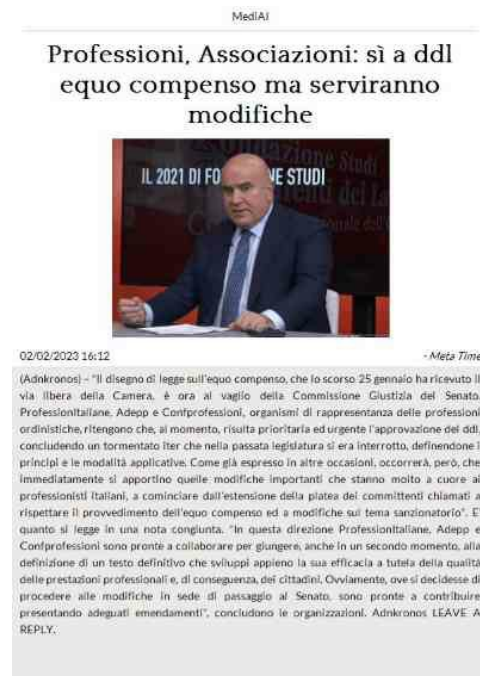 MediAI
Professioni, Associazioni: sì a ddl
equo compenso ma serviranno
modifiche
IL 2021 DI FO NE STUDI
02/02/2023 16:12
- Meta Time
(Adnkronos) – "Il disegno di legge sull'equo compenso, che lo scorso 25 gennaio ha ricevuto il
via libera della Camera, è ora al vaglio della Commissione Giustizia del Senato.
ProfessionItaliane, Adepp e Confprofessioni, organismi di rappresentanza delle professioni
ordinistiche, ritengono che, al momento, risulta prioritaria ed urgente l'approvazione del ddl,
concludendo un tormentato iter che nella passata legislatura si era interrotto, definendone i
principi e le modalità applicative. Come già espresso in altre occasioni, occorrerà, però, che
immediatamente si apportino quelle modifiche importanti che stanno molto a cuore ai
professionisti italiani, a cominciare dall'estensione della platea dei committenti chiamati a
rispettare il provvedimento dell'equo compenso ed a modifiche sul tema sanzionatorio". E'
quanto si legge in una nota congiunta. "In questa direzione ProfessionItaliane, Adepp e
Confprofessioni sono pronte a collaborare per giungere, anche in un secondo momento, alla
definizione di un testo definitivo che sviluppi appieno la sua efficacia a tutela della qualità
delle prestazioni professionali e, di conseguenza, dei cittadini. Ovviamente, ove si decidesse di
procedere alle modifiche in sede di passaggio al Senato, sono pronte a contribuire
presentando adeguati emendamenti", concludono le organizzazioni. Adnkronos LEAVE A
REPLY.